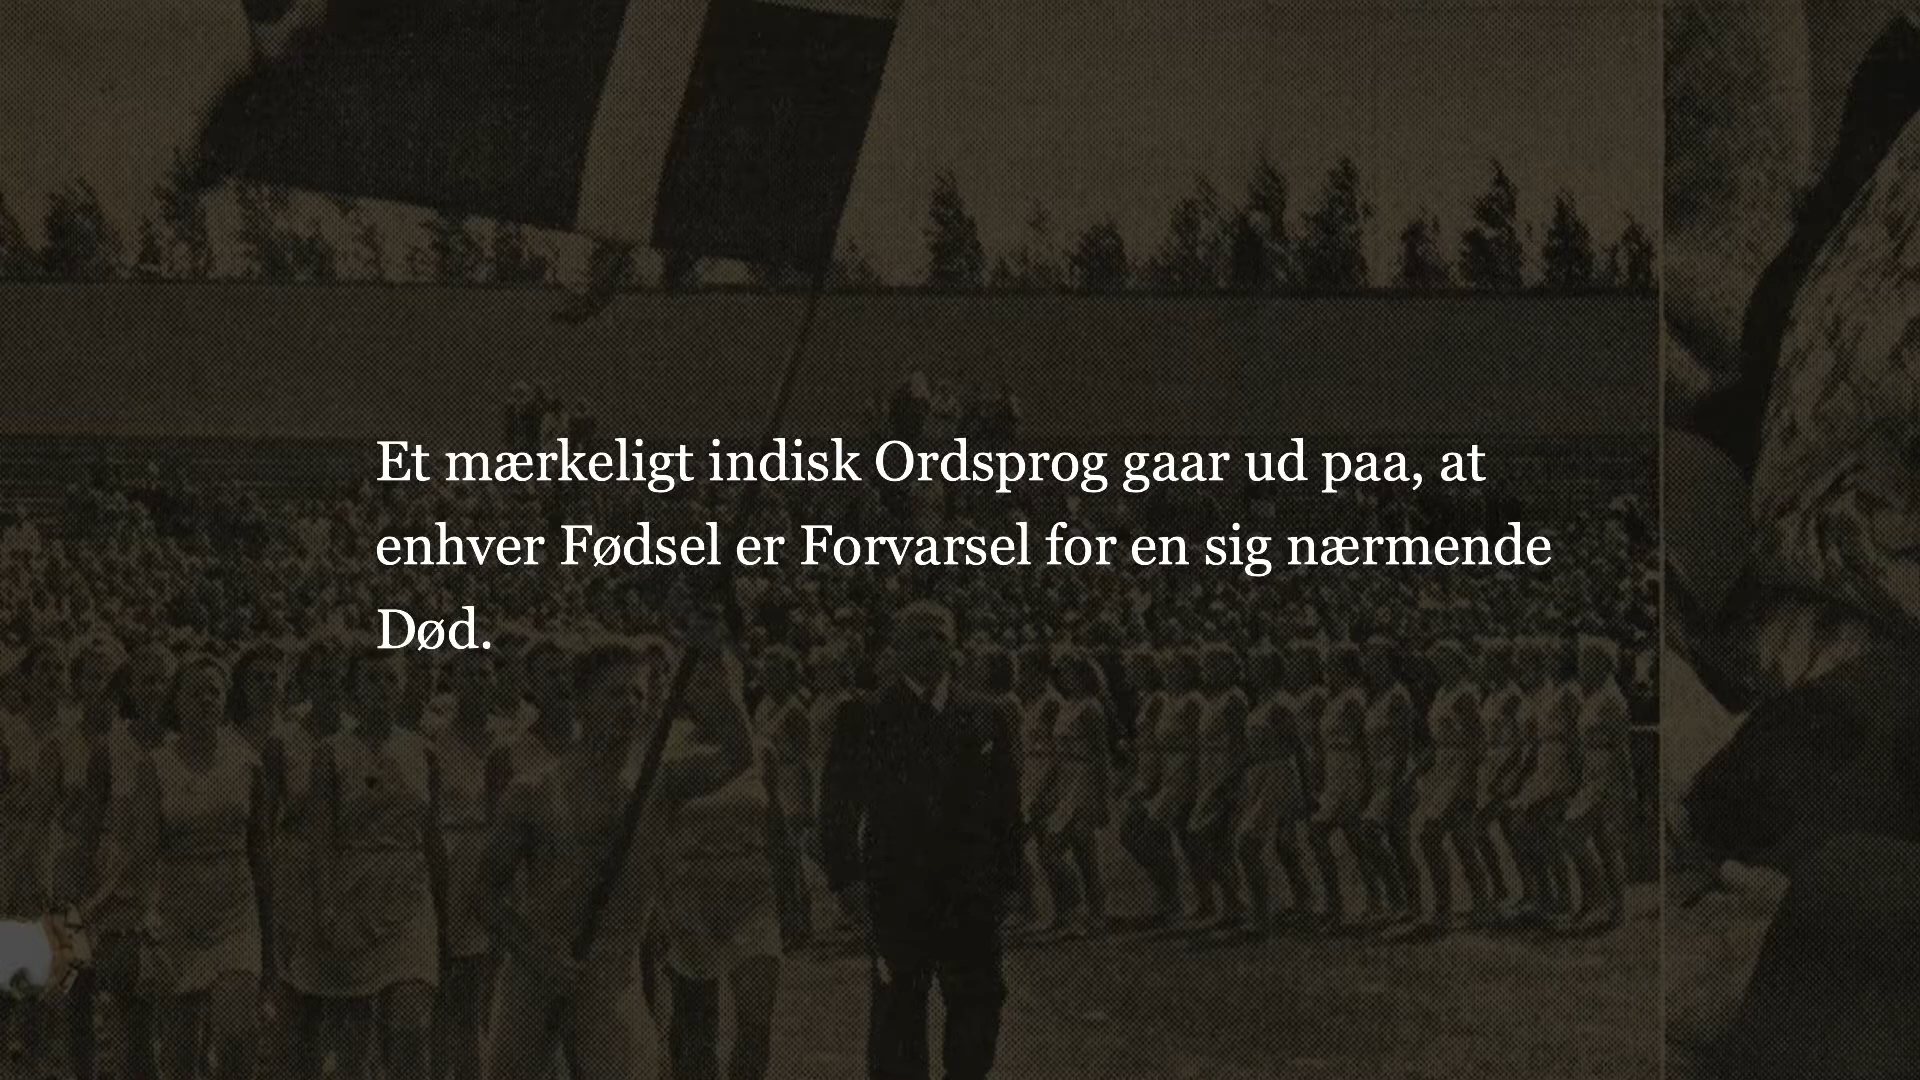 Et mærkeligt indisk Ordsprog gaar ud paa, at
enhver Fødsel er Forvarsel for en sig nærmende
Død.